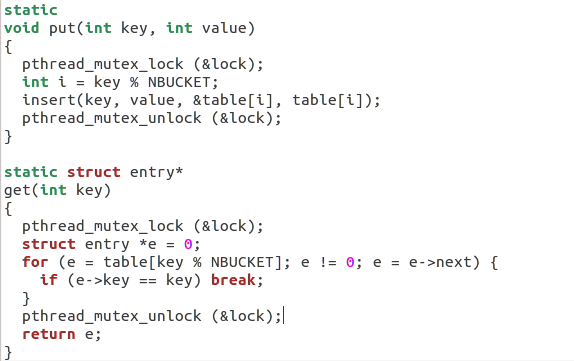 static
void put(int key, int value)
{
  pthread_mutex_lock (&lock);
  int i = key % NBUCKET;
  insert(key, value, &table[i], table[i]);
  pthread_mutex_unlock (&lock);
}

static struct entry*
get(int key)
{
  pthread_mutex_lock (&lock);
  struct entry *e = 0;
  for (e = table[key % NBUCKET]; e != 0; e = e->next) {
    if (e->key == key) break;
  }
  pthread_mutex_unlock (&lock);
  return e;
}